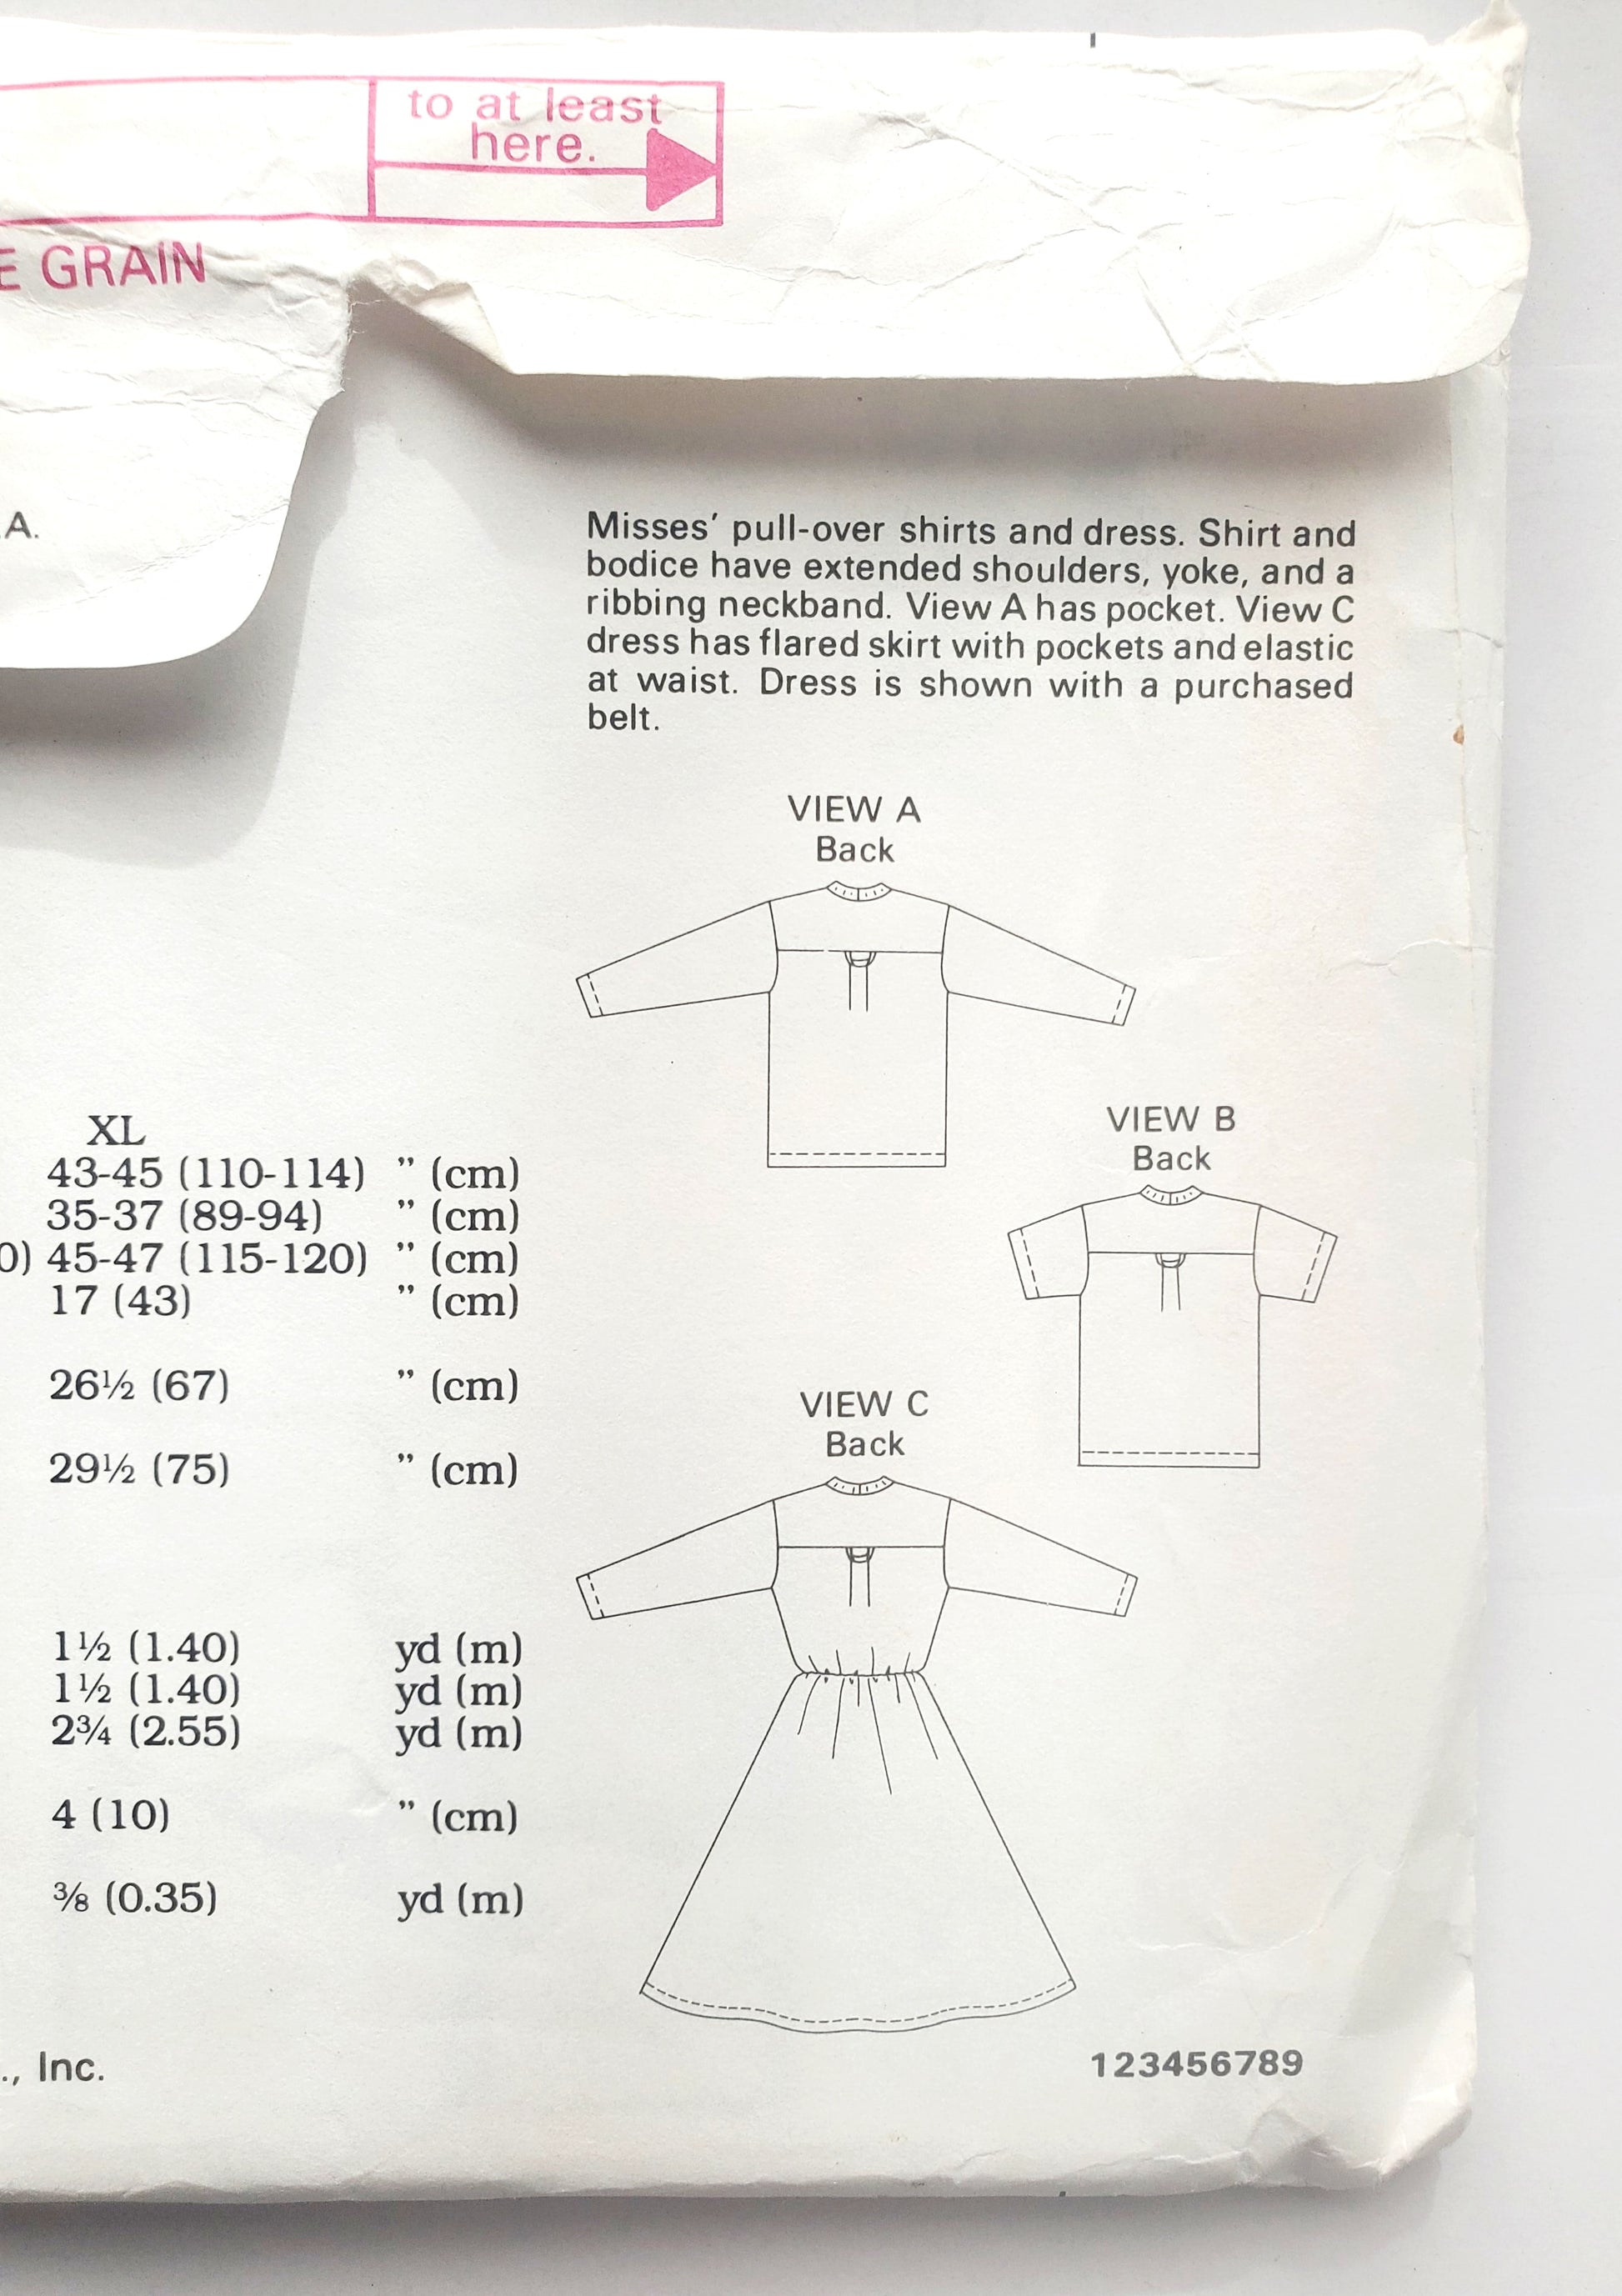 to at least
here.
E GRAIN
A.
Misses' pull-over shirts and dress. Shirt and
bodice have extended shoulders, yoke, and a
ribbing neckband. View A has pocket. View C
dress has flared skirt with pockets and elastic
at waist. Dress is shown with a purchased
belt.
VIEW A
Back
VIEW B
Back
VIEW C
Back
XL
43-45 (110-114) ” (cm)
35-37 (89-94) ” (cm)
0) 45-47 (115-120) ” (cm)
17 (43) ” (cm)
26½ (67) ” (cm)
29½ (75) ” (cm)
1½ (1.40) yd (m)
1½ (1.40) yd (m)
2¾ (2.55) yd (m)
4 (10) ” (cm)
⅜ (0.35) yd (m)
., Inc.
123456789